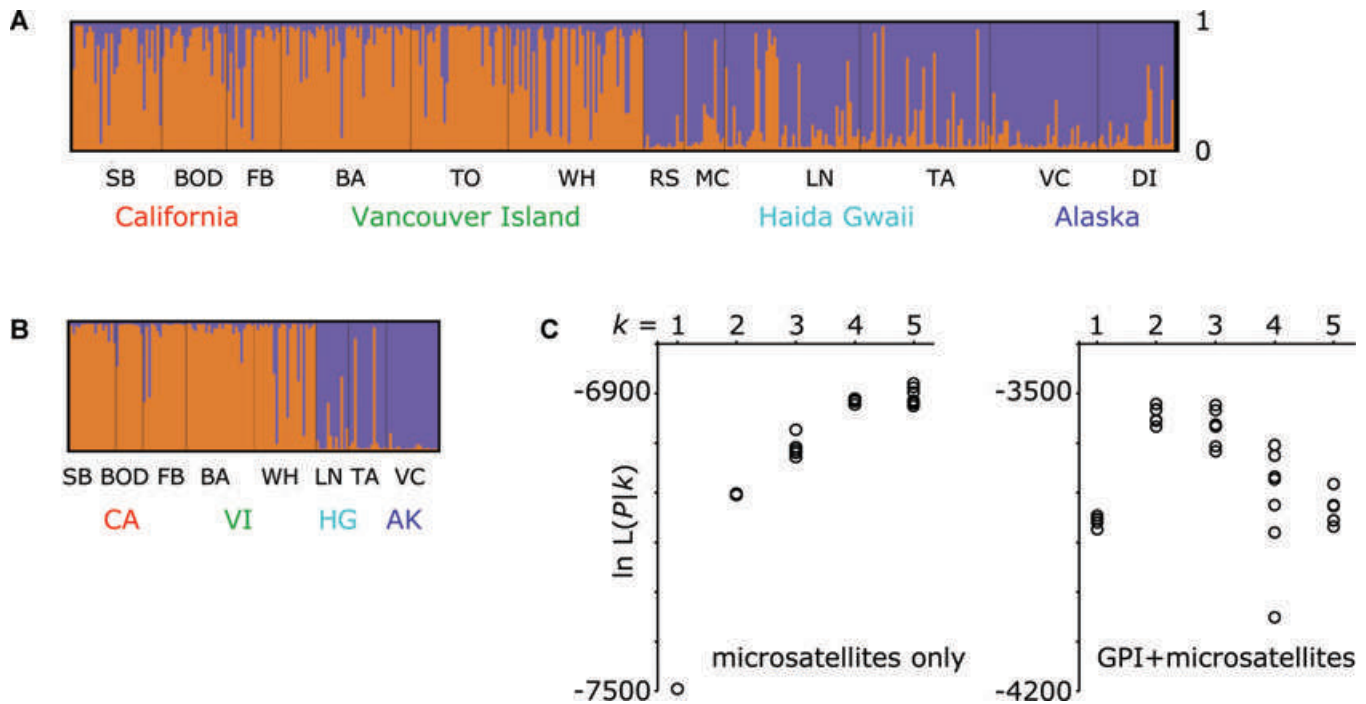 A
1
0
SB BOD FB BA TO WH RS MC LN TA VC DI
California Vancouver Island Haida Gwaii Alaska
B
SB BOD FB BA WH LN TA VC
CA VI HG AK
C
k = 1 2 3 4 5
1 2 3 4 5
-6900
-3500
ln L(P|k)
microsatellites only
GPI+microsatellites
-7500
-4200